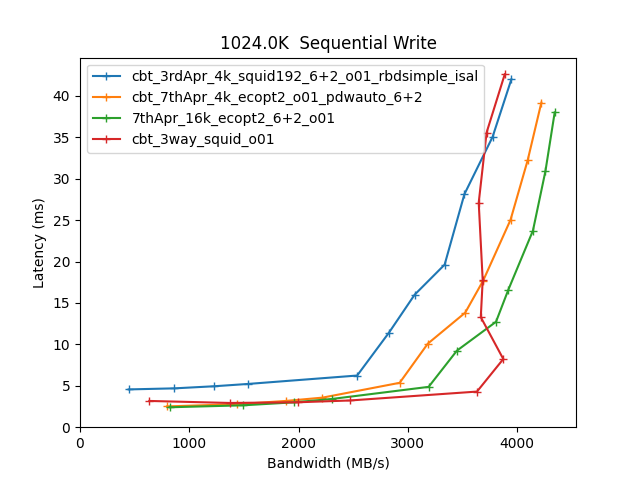 1024.0K  Sequential Write
cbt_3rdApr_4k_squid192_6+2_o01_rbdsimple_isal
cbt_7thApr_4k_ecopt2_o01_pdwauto_6+2
7thApr_16k_ecopt2_6+2_o01
cbt_3way_squid_o01
Latency (ms)
40
35
30
25
20
15
10
5
0
0 1000 2000 3000 4000
Bandwidth (MB/s)